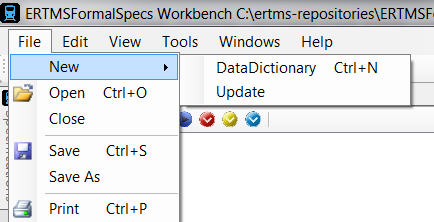 ERTMSFormalSpecs Workbench C:\ertms-repositories\ERTMSF
File Edit View Tools Windows Help
New
DataDictionary Ctrl+N
Open Ctrl+O
Update
Close
Save Ctrl+S
Save As
Print Ctrl+P